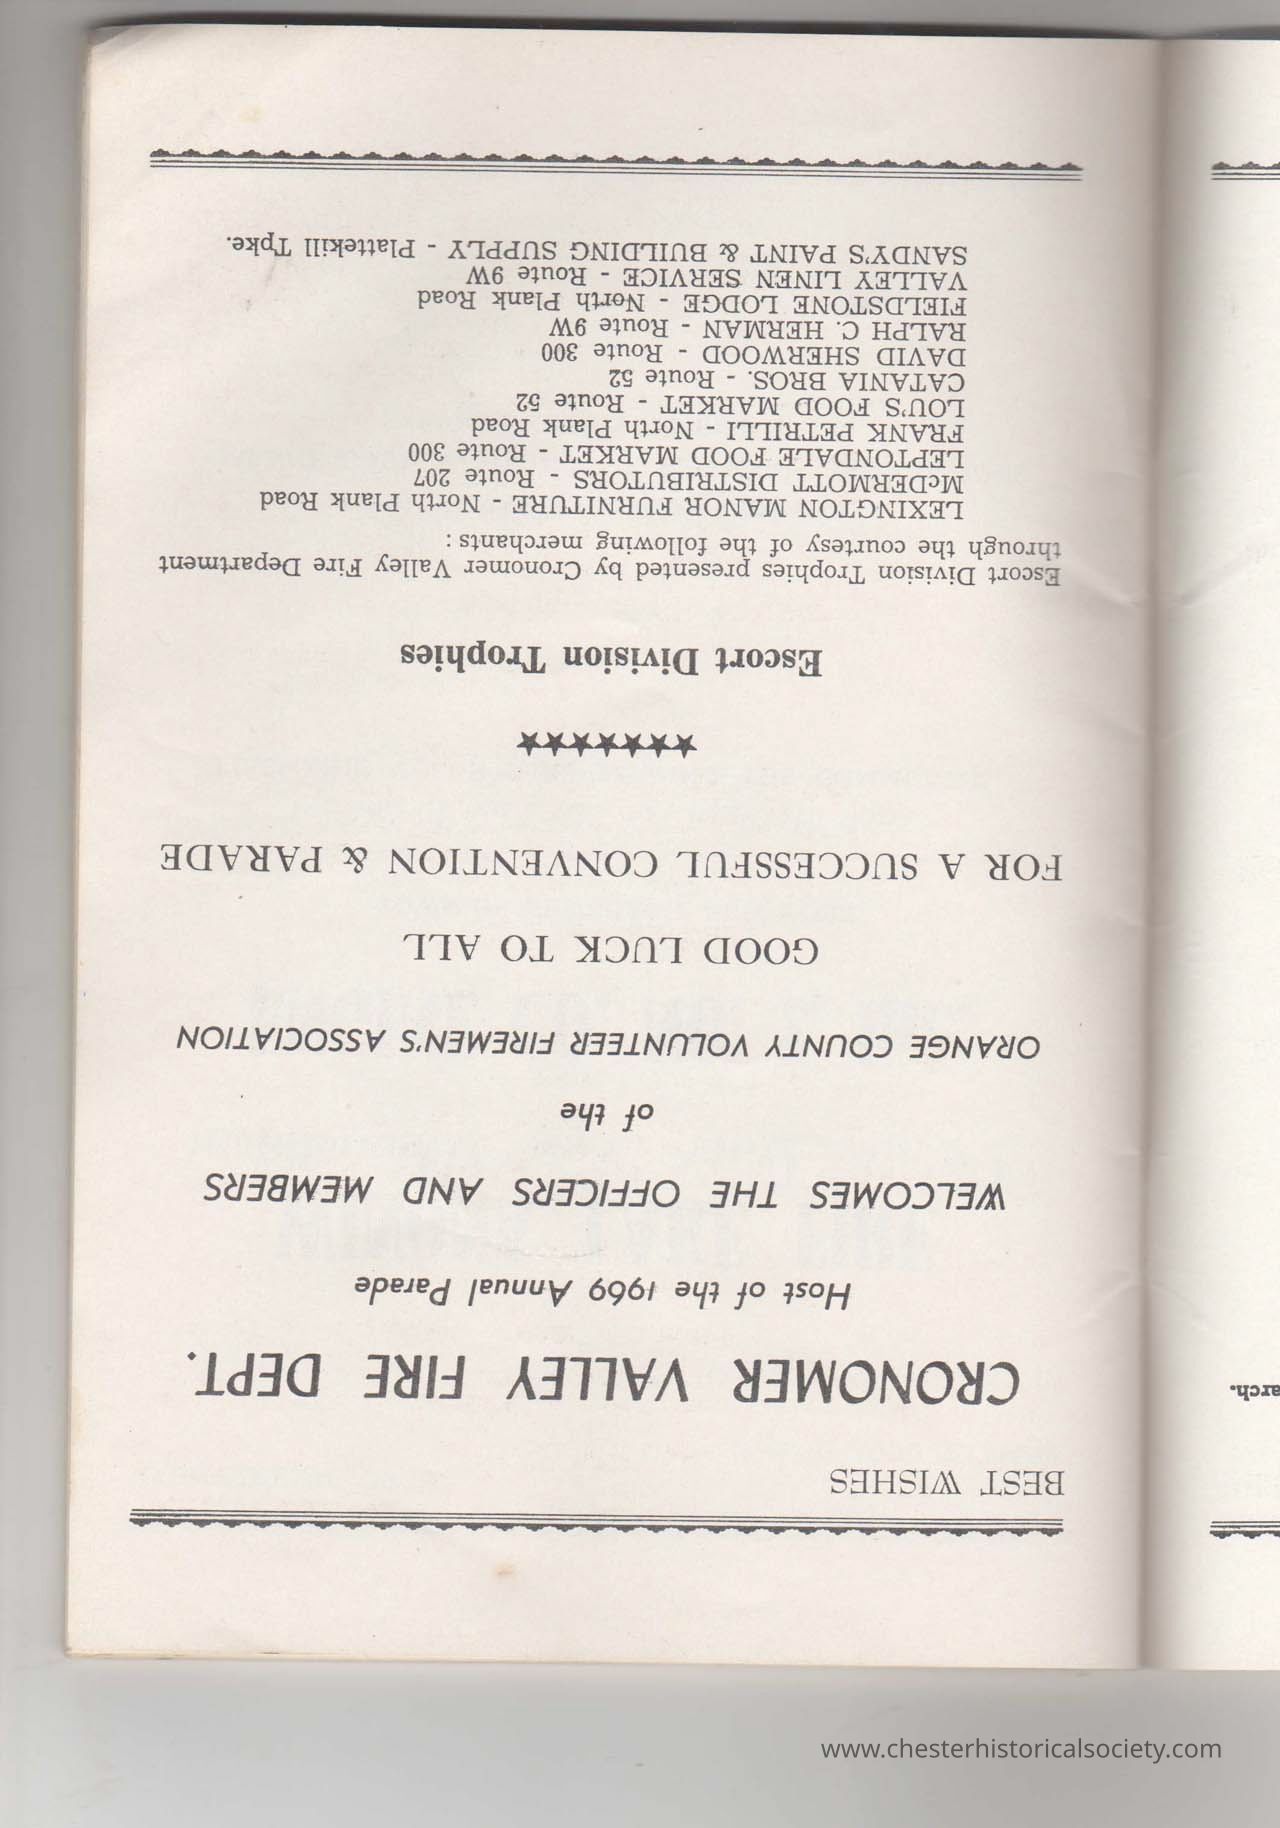 BEST WISHES
CRONOMER VALLEY FIRE DEPT.
Host of the 1969 Annual Parade
WELCOMES THE OFFICERS AND MEMBERS
of the
ORANGE COUNTY VOLUNTEER FIREMEN'S ASSOCIATION
GOOD LUCK TO ALL
FOR A SUCCESSFUL CONVENTION & PARADE
★★★★★★★
Escort Division Trophies
Escort Division Trophies presented by Cronomer Valley Fire Department
through the courtesy of the following merchants :
LEXINGTON MANOR FURNITURE - North Plank Road
McDERMOTT DISTRIBUTORS - Route 207
LEPTONDALE FOOD MARKET - Route 300
FRANK PETRILLI - North Plank Road
LOU'S FOOD MARKET - Route 52
CATANIA BROS. - Route 52
DAVID SHERWOOD - Route 300
RALPH C. HERMAN - Route 9W
FIELDSTONE LODGE - North Plank Road
VALLEY LINEN SERVICE - Route 9W
SANDY'S PAINT & BUILDING SUPPLY - Plattekill Tpke.
www.chesterhistoricalsociety.com